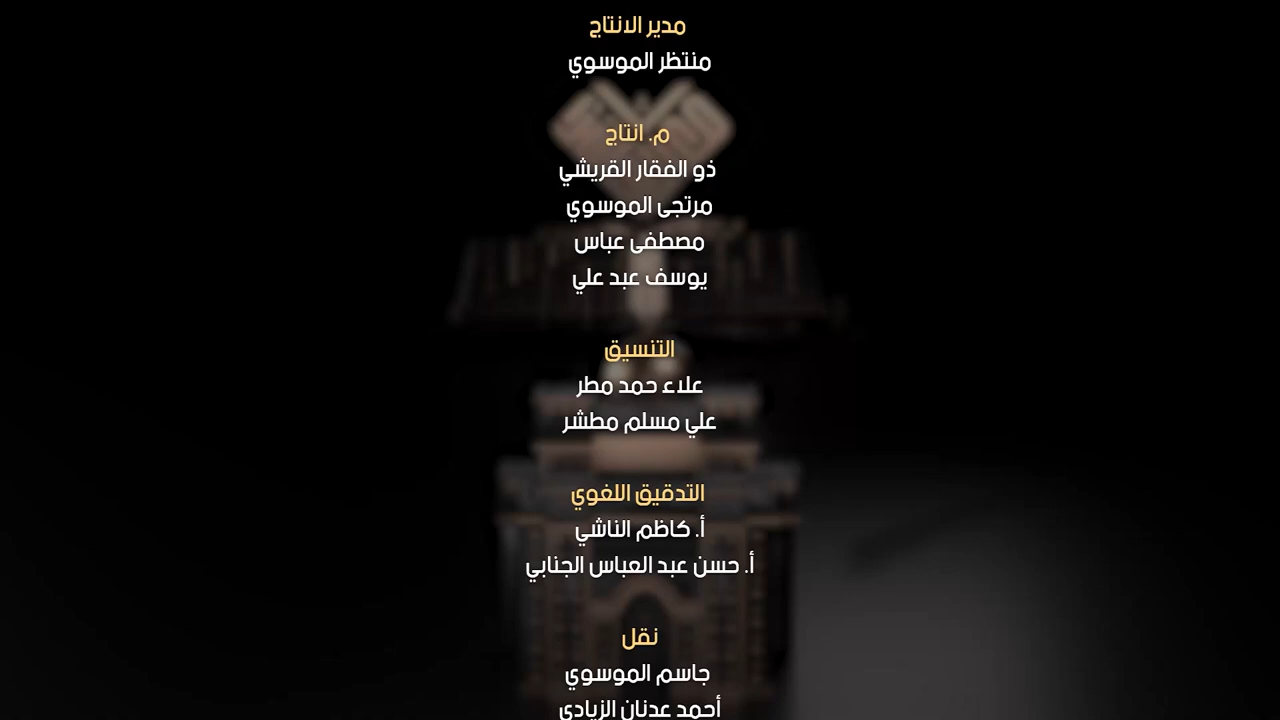 مدير الانتاج
منتظر الموسوي
م. انتاج
ذو الفقار القريشي
مرتجى الموسوي
مصطفى عباس
يوسف عبد علي
التنسيق
علاء حمد مطر
علي مسلم مطشر
التدقيق اللغوي
أ. كاظم الناشي
أ. حسن عبد العباس الجنابي
نقل
جاسم الموسوي
أحمد عدنان الزيادي